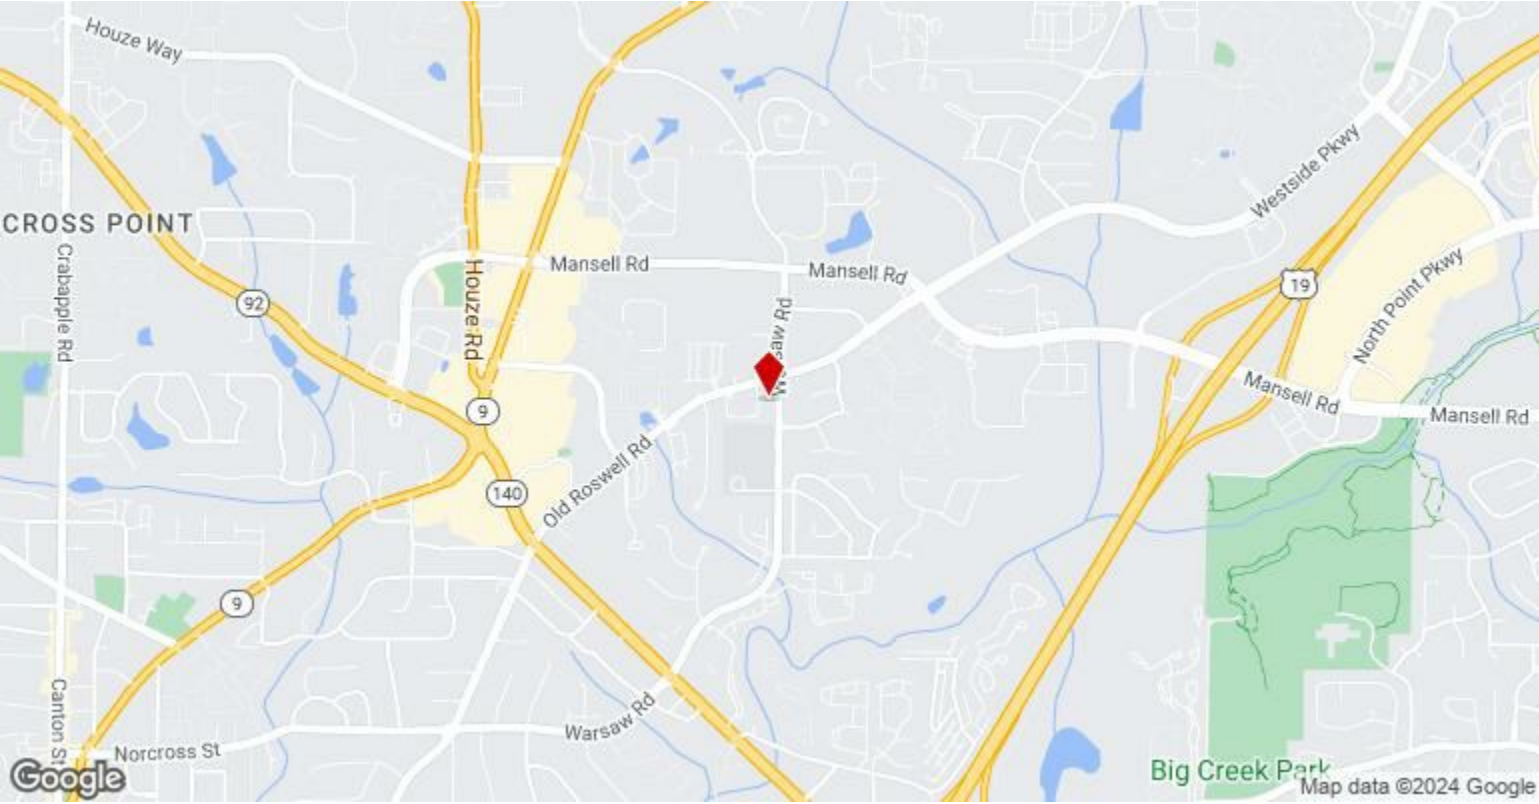 Houze Way
Westside Pkwy
CROSS POINT
Crabapple Rd
Houze Rd
Mansell Rd
Mansell Rd
19
North Point Pkwy
92
Warsaw Rd
9
Mansell Rd
Mansell Rd
140
Old Roswell Rd
9
Canton St
Warsaw Rd
Norcross St
Big Creek Park
Google
Map data ©2024 Google